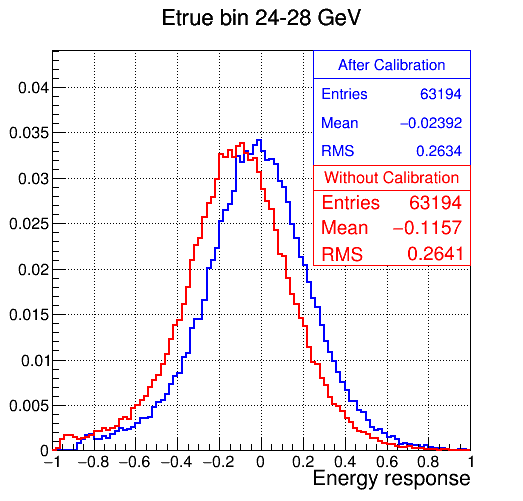 Etrue bin 24-28 GeV
After Calibration
Entries 63194
Mean −0.02392
RMS 0.2634
Without Calibration
Entries 63194
Mean −0.1157
RMS 0.2641
0.04
0.035
0.03
0.025
0.02
0.015
0.01
0.005
0
−1 −0.8 −0.6 −0.4 −0.2 0 0.2 0.4 0.6 0.8 1
Energy response